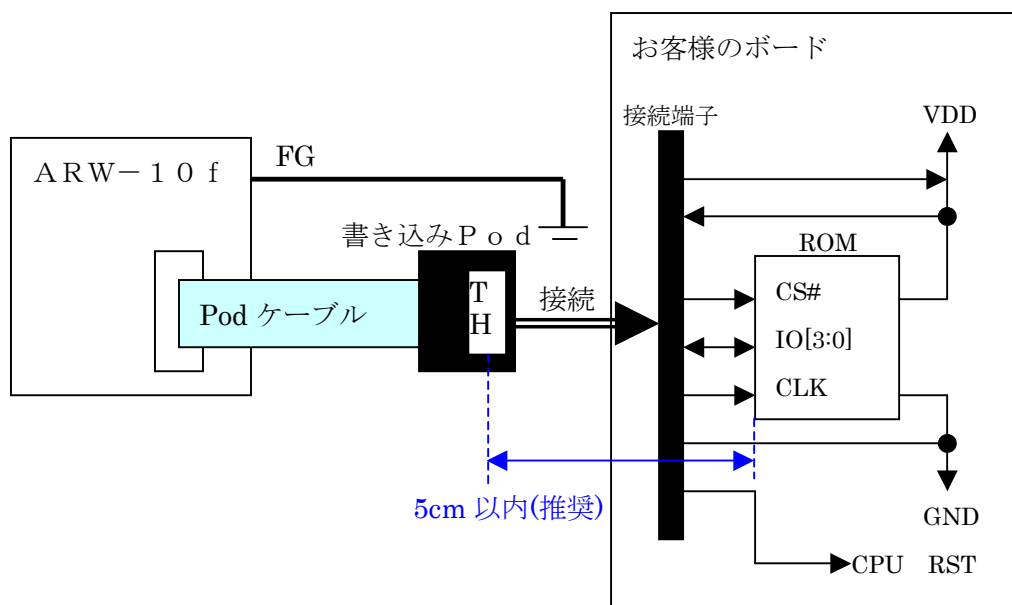 お客様のボード
接続端子
VDD
ＡＲＷ－１０ｆ
FG
書き込みＰｏｄ
ROM
TH
接続
CS#
Pod ケーブル
IO[3:0]
CLK
5cm 以内(推奨)
GND
CPU RST